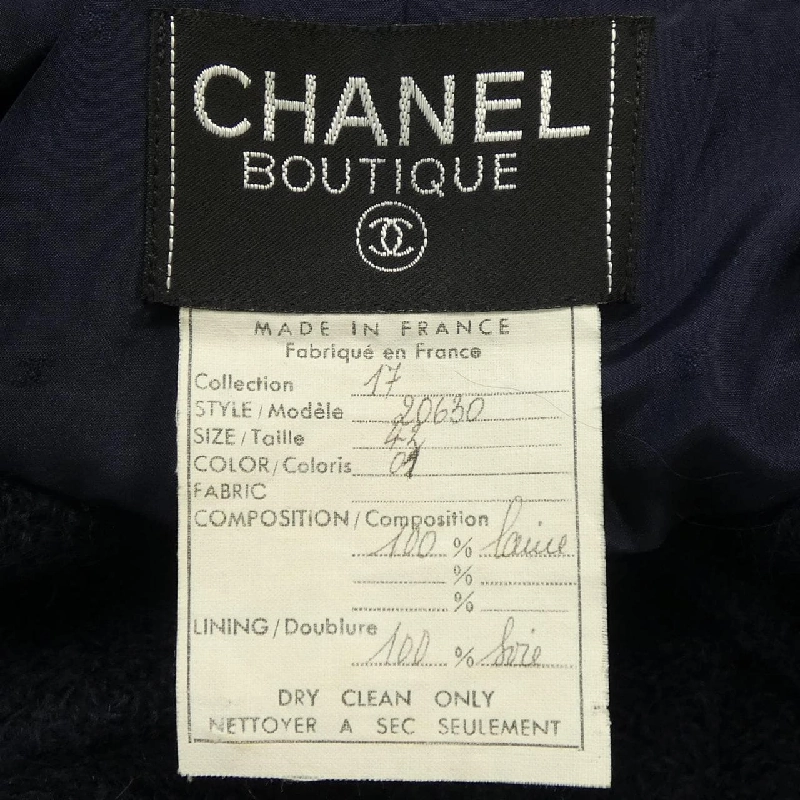 CHANEL
BOUTIQUE
MADE IN FRANCE
Fabriqué en France
Collection 17
STYLE/Modèle 20630
SIZE/Taille 42
COLOR/Coloris 01
FABRIC
COMPOSITION/Composition
100 % laine
%
%
LINING/Doublure
100 % Soie
DRY CLEAN ONLY
NETTOYER A SEC SEULEMENT